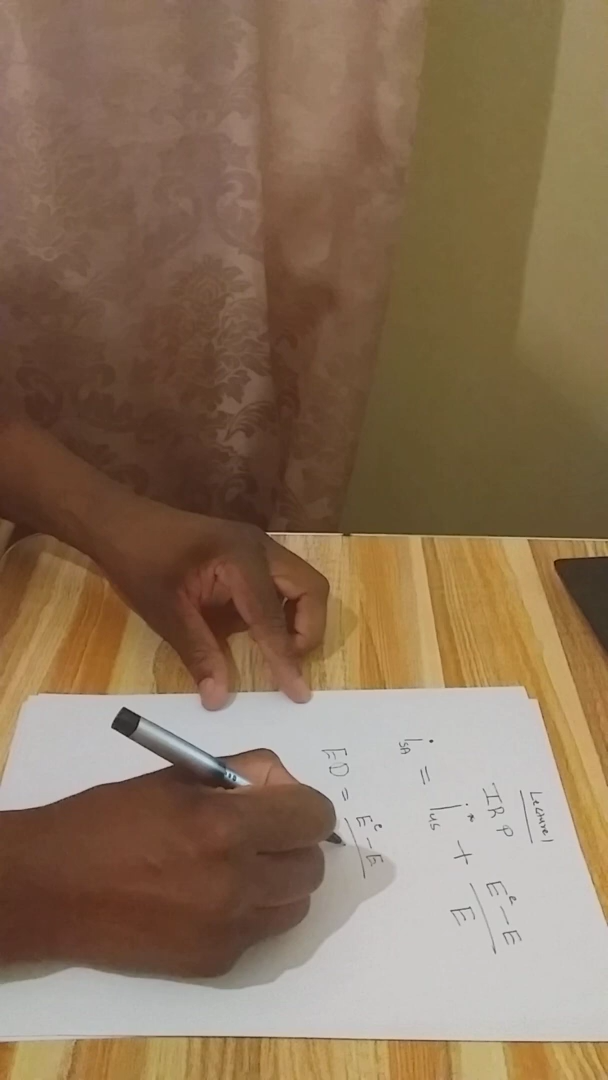 Lecture 1
IRP
i_SA = i*_US + (E^e - E)/E
ED = E^e - E